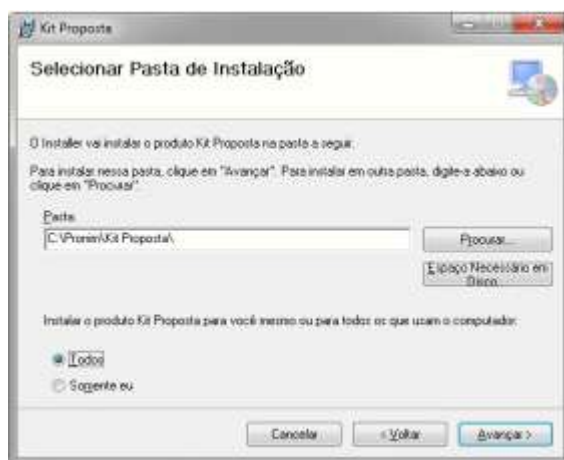 Kit Proposta
Selecionar Pasta de Instalação
O Installer vai instalar o produto Kit Proposta na pasta a seguir.
Para instalar nessa pasta, clique em "Avançar". Para instalar em outra pasta, digite-a abaixo ou
clique em "Procurar".
Pasta:
C:\Pronim\Kit Proposta\
Procurar...
Espaço Necessário em
Disco
Instalar o produto Kit Proposta para você mesmo ou para todos os que usam o computador:
Todos
Somente eu
Cancelar
< Voltar
Avançar >